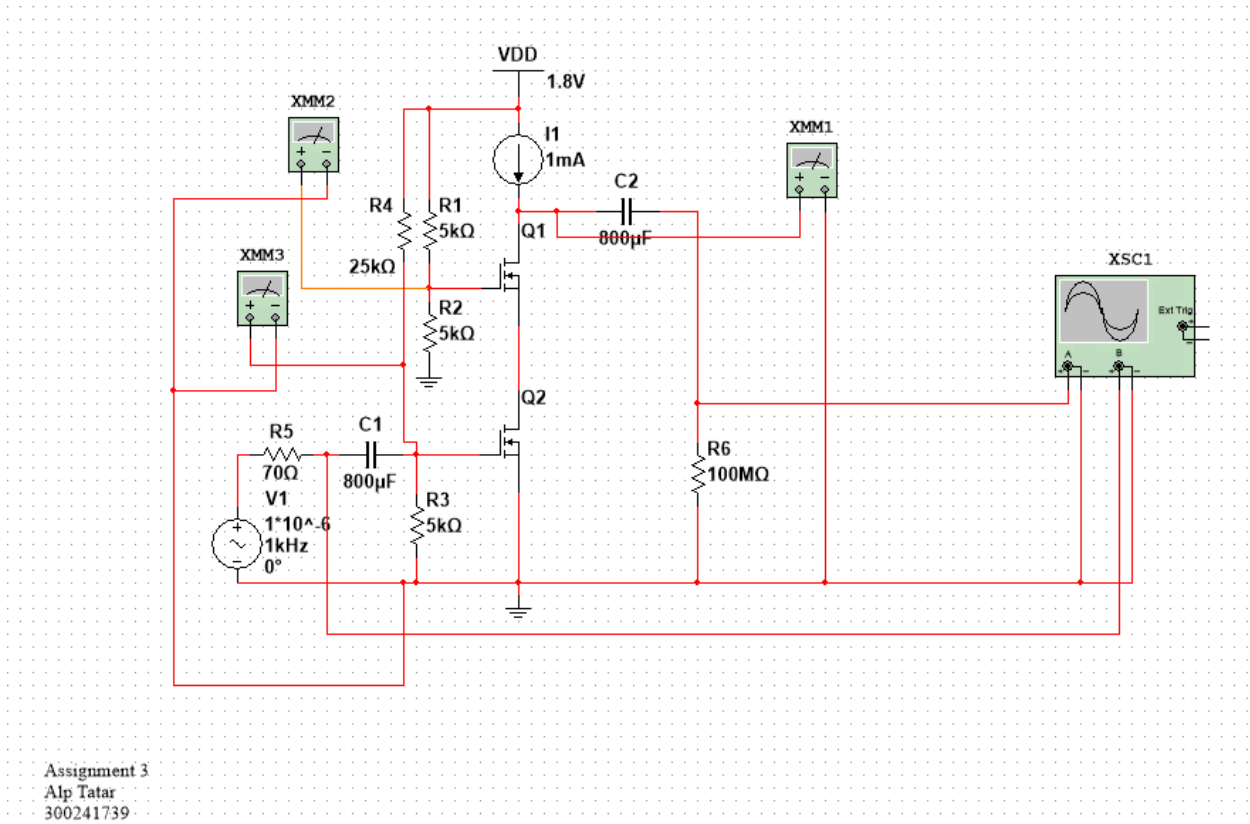 VDD
1.8V
XMM2
I1
1mA
XMM1
C2
800µF
R4
25kΩ
R1
5kΩ
Q1
XMM3
XSC1
Ext Trig
A
B
R2
5kΩ
Q2
R5
70Ω
C1
800µF
R6
100MΩ
V1
1*10^-6
1kHz
0°
R3
5kΩ
Assignment 3
Alp Tatar
300241739